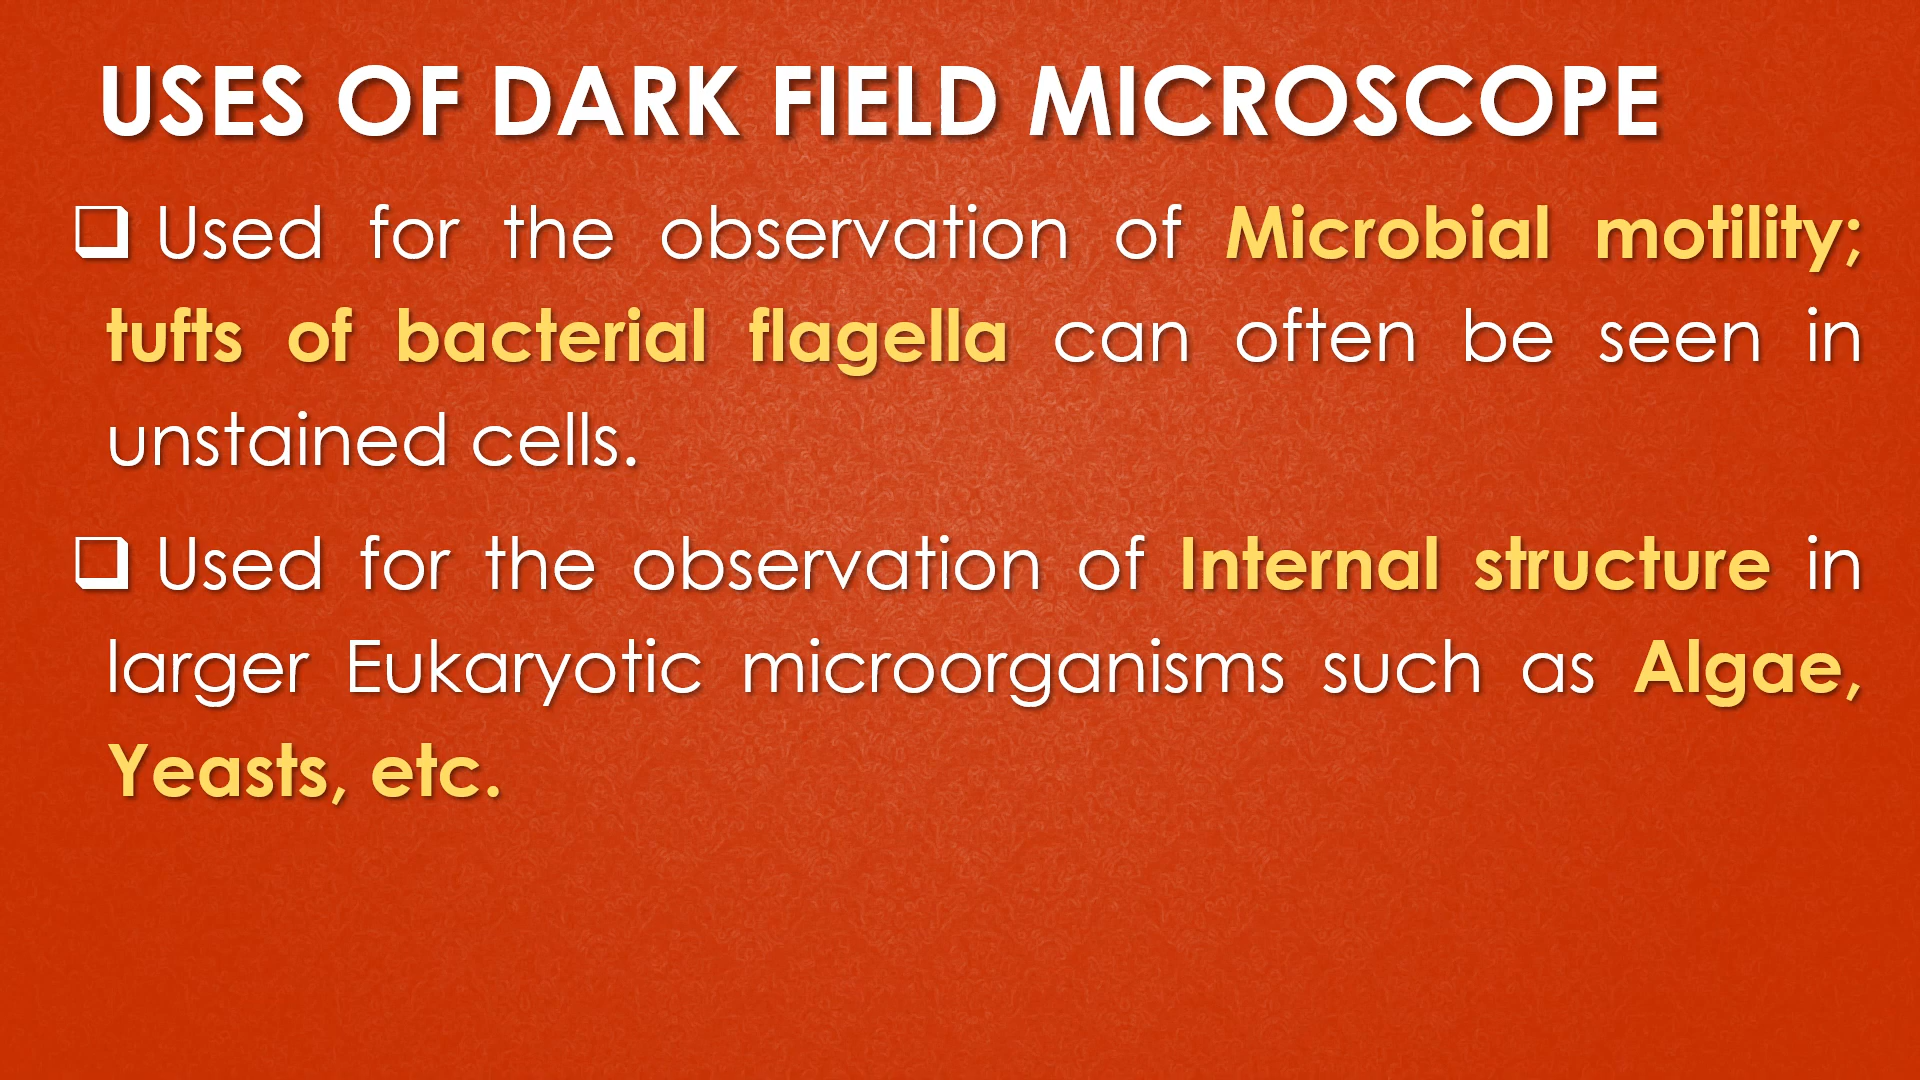 USES OF DARK FIELD MICROSCOPE
❑ Used for the observation of Microbial motility;
tufts of bacterial flagella can often be seen in
unstained cells.
❑ Used for the observation of Internal structure in
larger Eukaryotic microorganisms such as Algae,
Yeasts, etc.